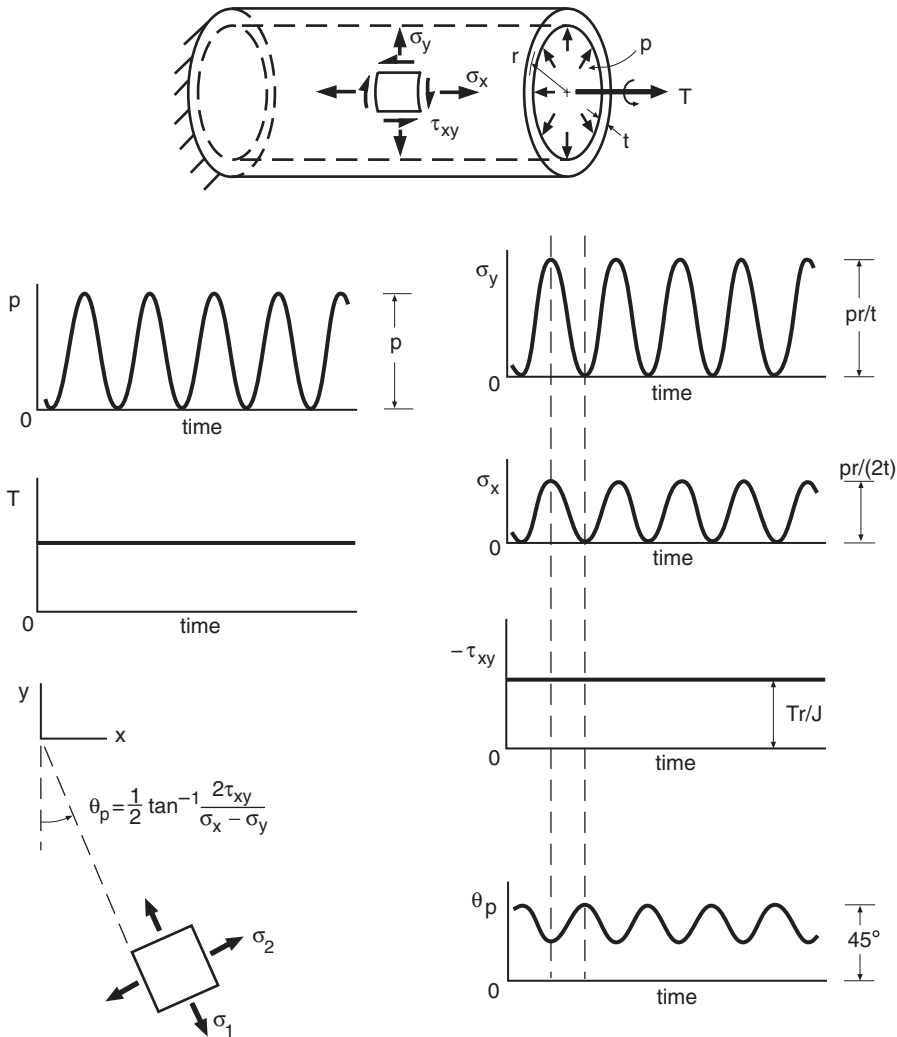 σy
σx
τxy
r
p
T
t
p
p
0
time
σy
pr/t
0
time
T
0
time
σx
pr/(2t)
0
time
−τxy
Tr/J
0
time
y
x
θp = 1/2 tan⁻¹ 2τxy/(σx − σy)
σ2
σ1
θp
45°
0
time